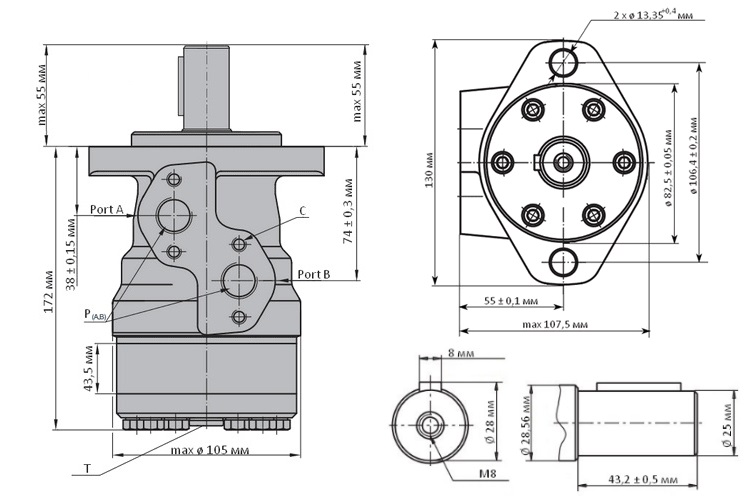 2 x ø 13,35⁺⁰,⁴ мм
max 55 мм
max 55 мм
172 мм
38 ± 0,15 мм
Port A
C
74 ± 0,3 мм
Port B
P(A,B)
43,5 мм
max ø 105 мм
T
130 мм
ø 82,5 ± 0,05 мм
ø 106,4 ± 0,2 мм
55 ± 0,1 мм
max 107,5 мм
8 мм
Ø 28 мм
M8
Ø 28.56 мм
Ø 25 мм
43,2 ± 0,5 мм